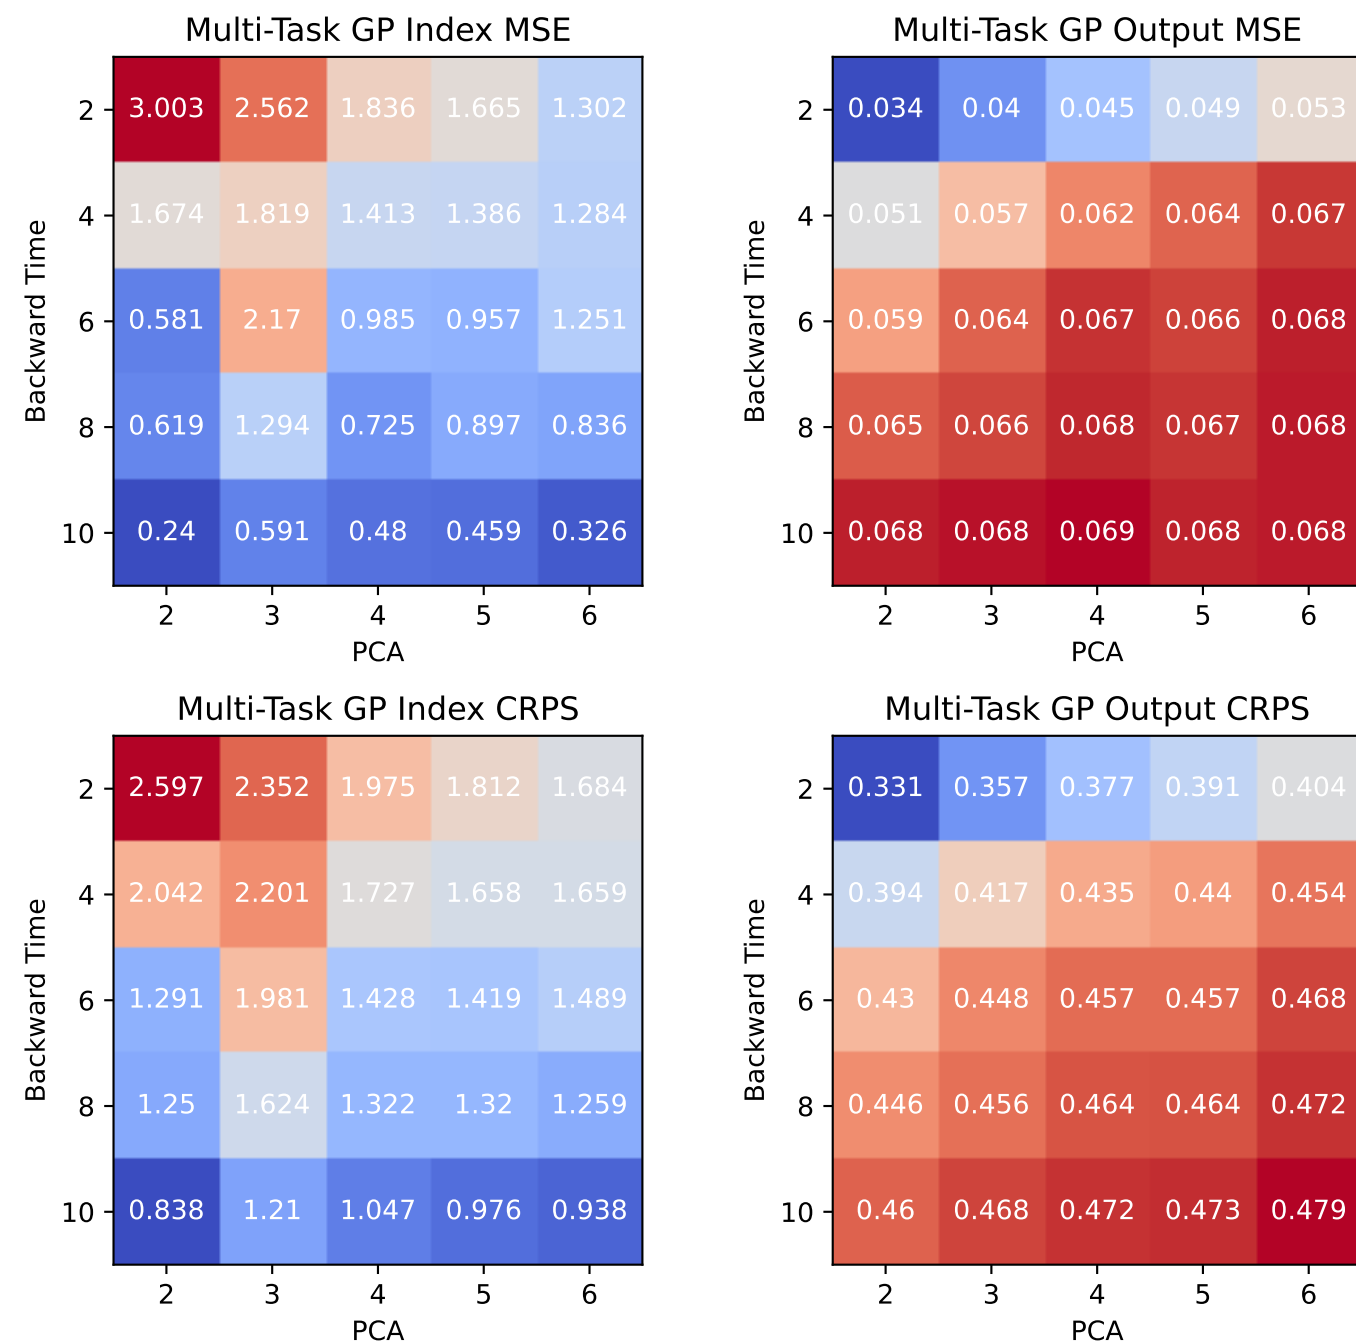 Multi-Task GP Index MSE
Backward Time
2 3.003 2.562 1.836 1.665 1.302
4 1.674 1.819 1.413 1.386 1.284
6 0.581 2.17 0.985 0.957 1.251
8 0.619 1.294 0.725 0.897 0.836
10 0.24 0.591 0.48 0.459 0.326
2 3 4 5 6
PCA
Multi-Task GP Output MSE
Backward Time
2 0.034 0.04 0.045 0.049 0.053
4 0.051 0.057 0.062 0.064 0.067
6 0.059 0.064 0.067 0.066 0.068
8 0.065 0.066 0.068 0.067 0.068
10 0.068 0.068 0.069 0.068 0.068
2 3 4 5 6
PCA
Multi-Task GP Index CRPS
Backward Time
2 2.597 2.352 1.975 1.812 1.684
4 2.042 2.201 1.727 1.658 1.659
6 1.291 1.981 1.428 1.419 1.489
8 1.25 1.624 1.322 1.32 1.259
10 0.838 1.21 1.047 0.976 0.938
2 3 4 5 6
PCA
Multi-Task GP Output CRPS
Backward Time
2 0.331 0.357 0.377 0.391 0.404
4 0.394 0.417 0.435 0.44 0.454
6 0.43 0.448 0.457 0.457 0.468
8 0.446 0.456 0.464 0.464 0.472
10 0.46 0.468 0.472 0.473 0.479
2 3 4 5 6
PCA